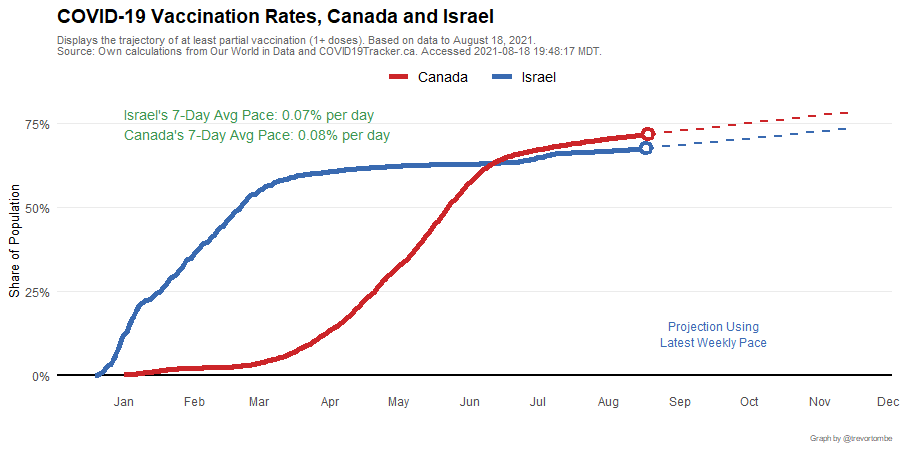 COVID-19 Vaccination Rates, Canada and Israel
Displays the trajectory of at least partial vaccination (1+ doses). Based on data to August 18, 2021.
Source: Own calculations from Our World in Data and COVID19Tracker.ca. Accessed 2021-08-18 19:48:17 MDT.
Canada Israel
Israel's 7-Day Avg Pace: 0.07% per day
Canada's 7-Day Avg Pace: 0.08% per day
75%
50%
25%
0%
Share of Population
Projection Using
Latest Weekly Pace
Jan Feb Mar Apr May Jun Jul Aug Sep Oct Nov Dec
Graph by @trevortombe